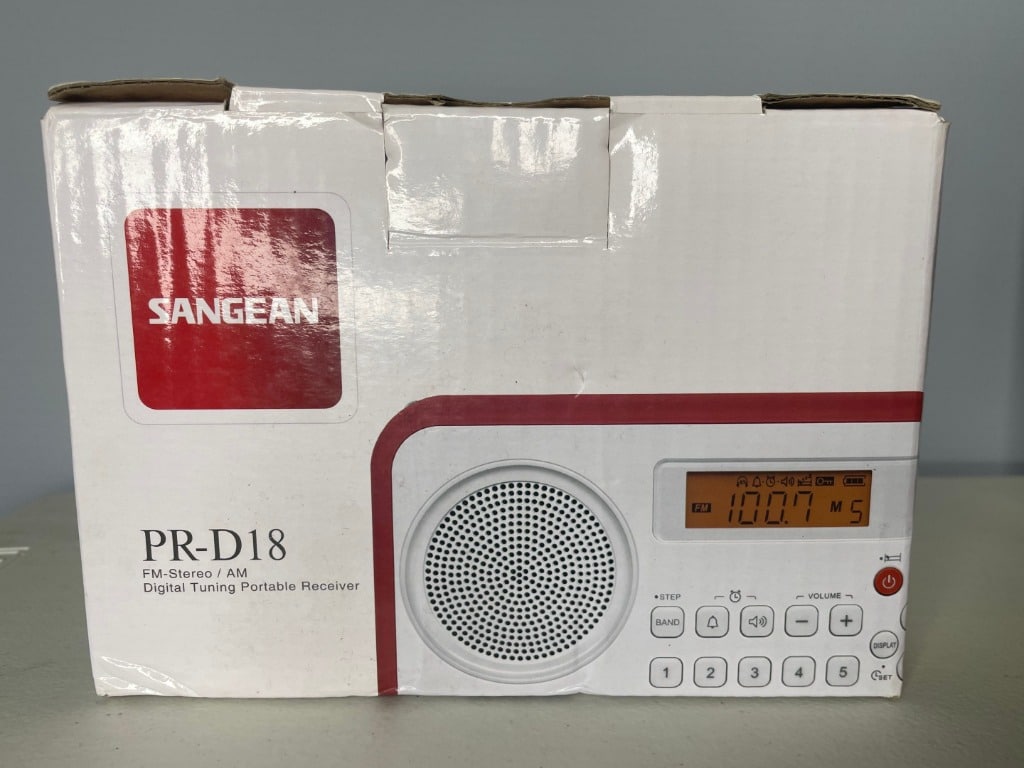 SANGEAN
PR-D18
FM-Stereo / AM
Digital Tuning Portable Receiver
FM 100.7 M 5
•STEP
VOLUME
BAND
− +
DISPLAY
1 2 3 4 5
SET